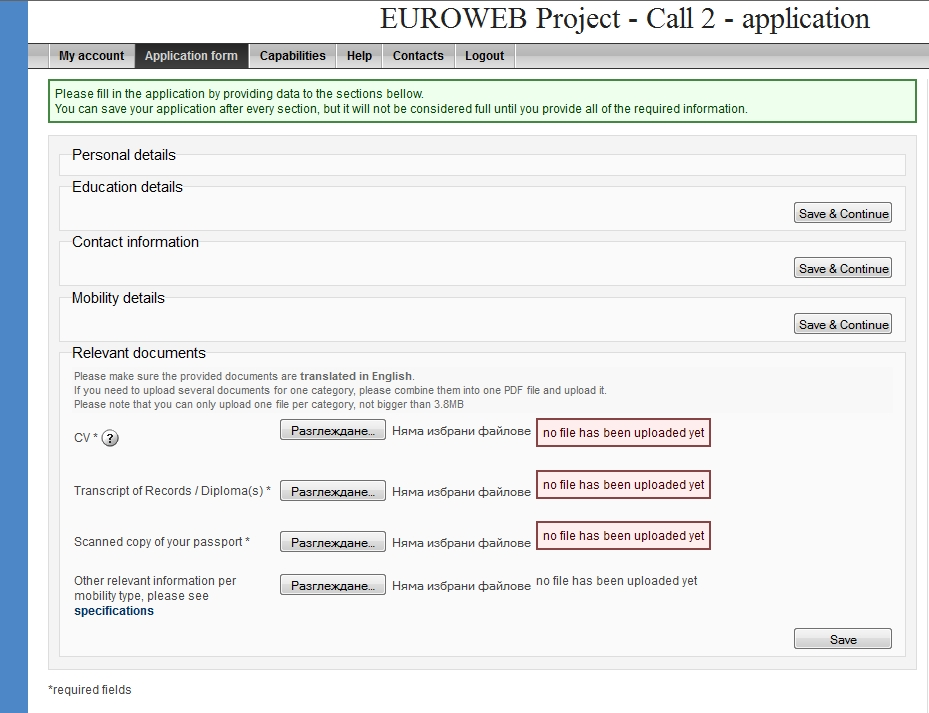 EUROWEB Project - Call 2 - application
My account Application form Capabilities Help Contacts Logout
Please fill in the application by providing data to the sections bellow.
You can save your application after every section, but it will not be considered full until you provide all of the required information.
Personal details
Education details
Save & Continue
Contact information
Save & Continue
Mobility details
Save & Continue
Relevant documents
Please make sure the provided documents are translated in English.
If you need to upload several documents for one category, please combine them into one PDF file and upload it.
Please note that you can only upload one file per category, not bigger than 3.8MB
CV * ? Разглеждане... Няма избрани файлове no file has been uploaded yet
Transcript of Records / Diploma(s) * Разглеждане... Няма избрани файлове no file has been uploaded yet
Scanned copy of your passport * Разглеждане... Няма избрани файлове no file has been uploaded yet
Other relevant information per Разглеждане... Няма избрани файлове no file has been uploaded yet
mobility type, please see
specifications
Save
*required fields